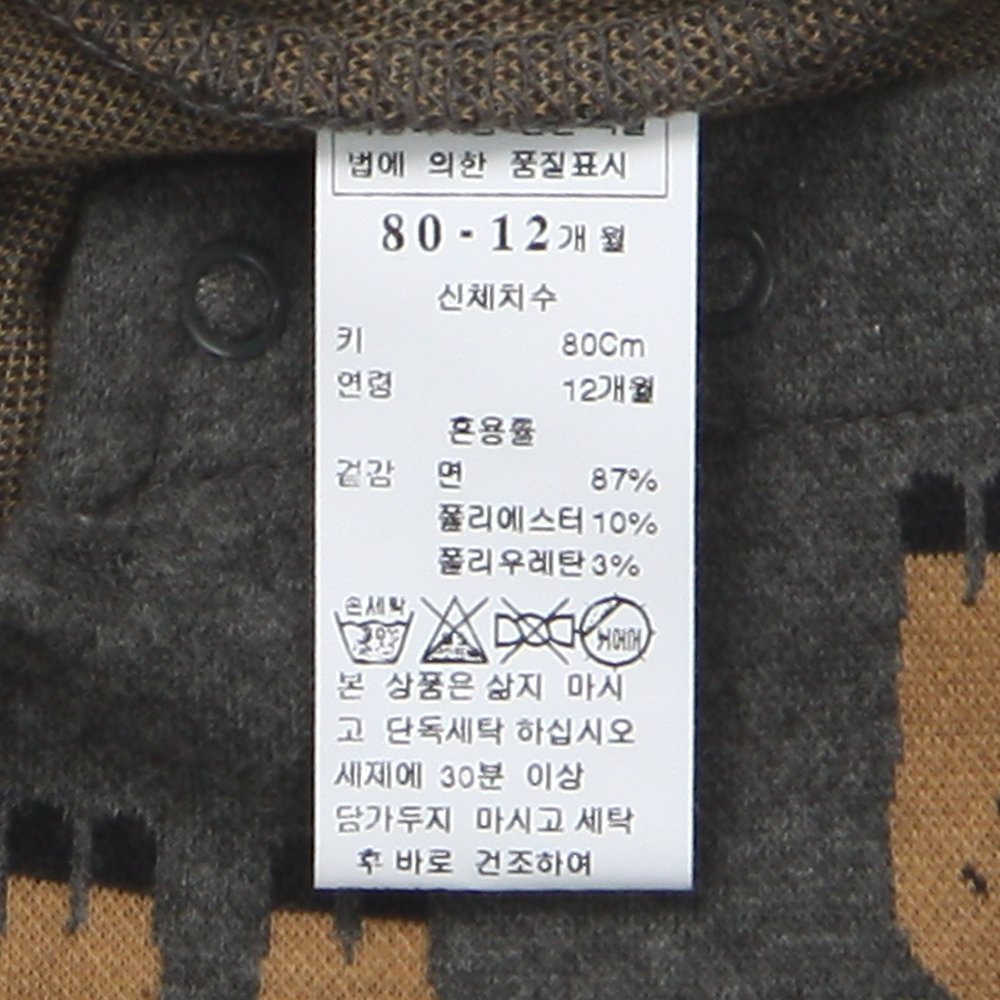 법에 의한 품질표시
80 - 12개월
신체치수
키 80Cm
연령 12개월
혼용률
겉감 면 87%
폴리에스터 10%
폴리우레탄 3%
손세탁
본 상품은 삶지 마시
고 단독세탁 하십시오
세제에 30분 이상
담가두지 마시고 세탁
후 바로 건조하여